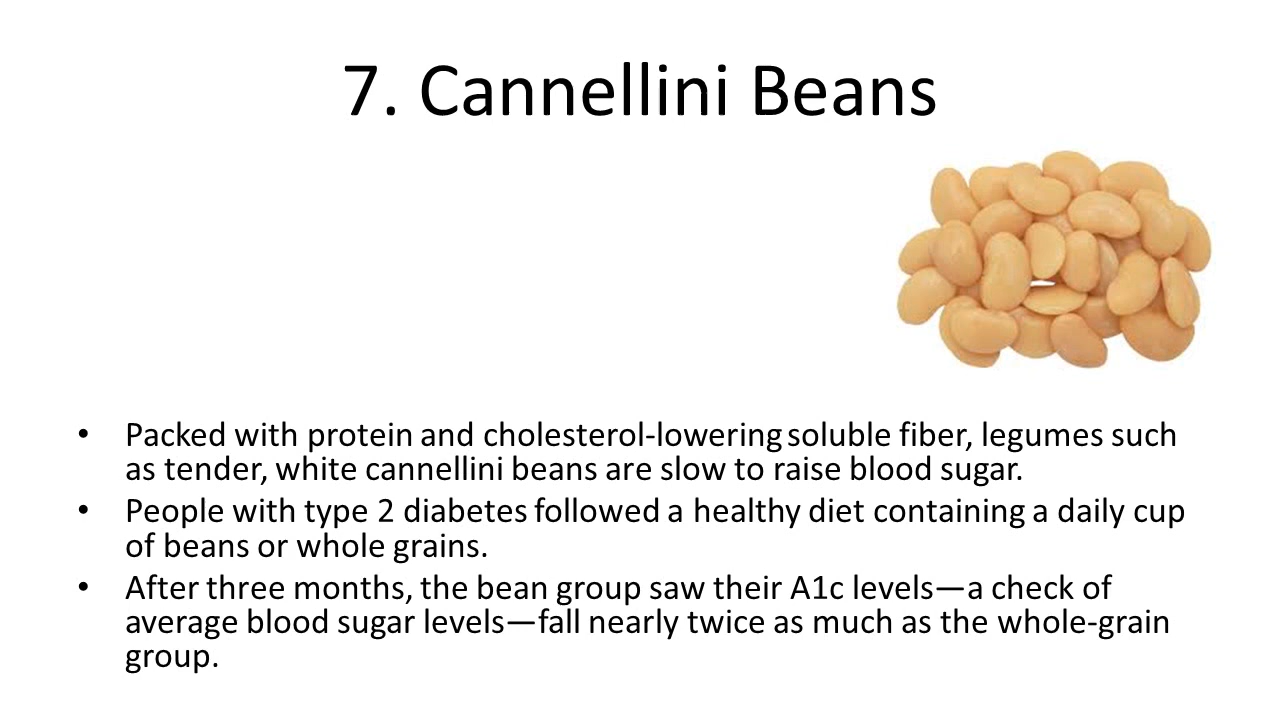 7. Cannellini Beans
• Packed with protein and cholesterol-lowering soluble fiber, legumes such
as tender, white cannellini beans are slow to raise blood sugar.
• People with type 2 diabetes followed a healthy diet containing a daily cup
of beans or whole grains.
• After three months, the bean group saw their A1c levels—a check of
average blood sugar levels—fall nearly twice as much as the whole-grain
group.